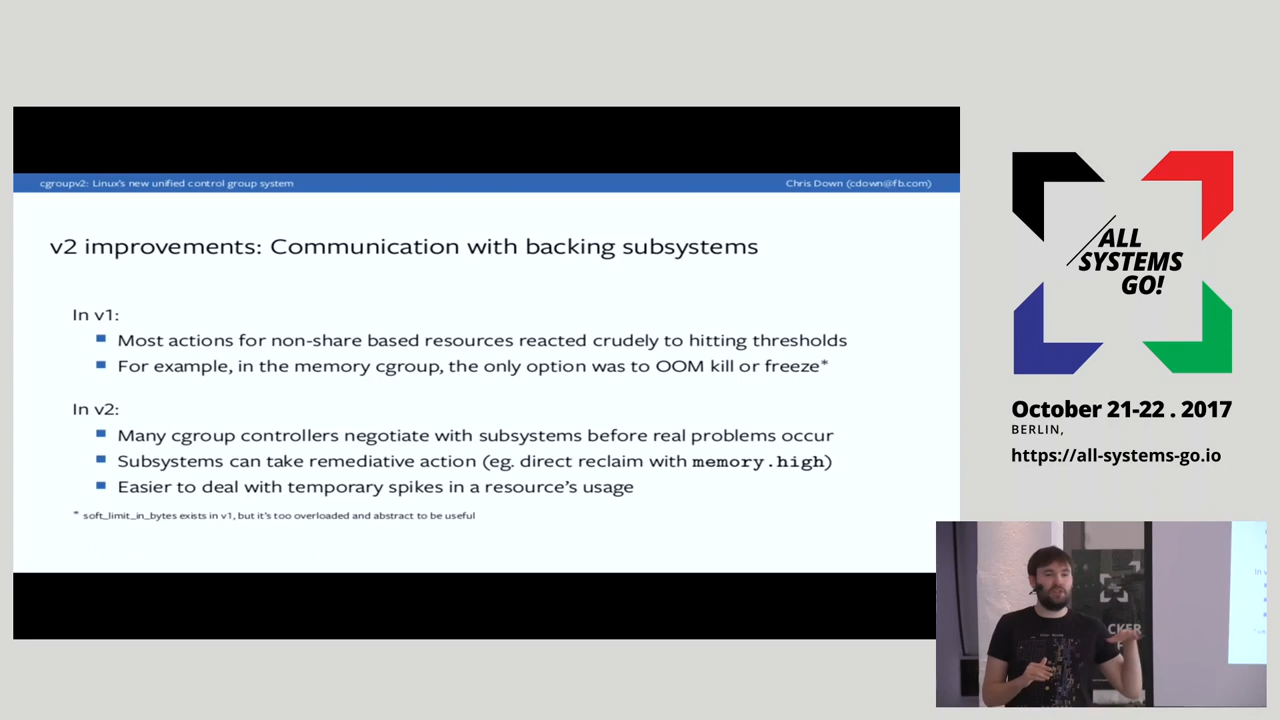 cgroupv2: Linux's new unified control group system
Chris Down (cdown@fb.com)
v2 improvements: Communication with backing subsystems
In v1:
Most actions for non-share based resources reacted crudely to hitting thresholds
For example, in the memory cgroup, the only option was to OOM kill or freeze*
In v2:
Many cgroup controllers negotiate with subsystems before real problems occur
Subsystems can take remediative action (eg. direct reclaim with memory.high)
Easier to deal with temporary spikes in a resource's usage
* soft_limit_in_bytes exists in v1, but it's too overloaded and abstract to be useful
ALL
SYSTEMS
GO!
October 21-22 . 2017
BERLIN,
https://all-systems-go.io
CKER